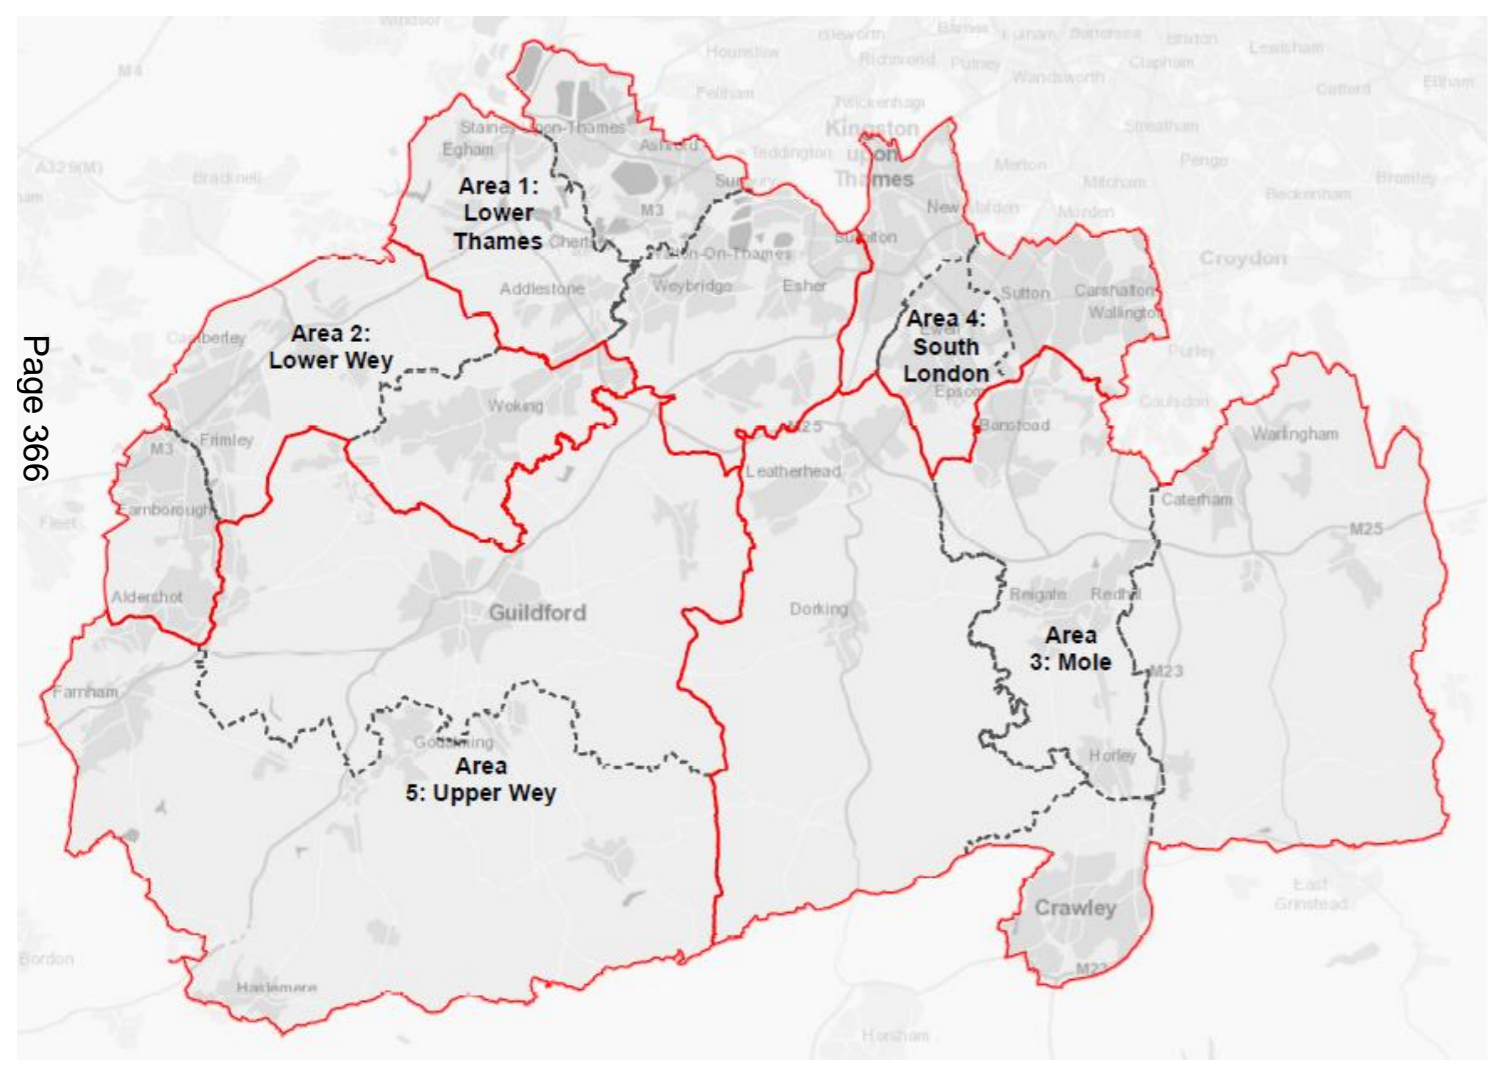 Windsor
M4
Hounslow
Isleworth
Barnes
Fulham
Battersea
Brixton
Lewisham
Richmond
Putney
Wandsworth
Clapham
Eltham
Catford
Feltham
Twickenham
Streatham
Staines-upon-Thames
Ashford
Teddington
Kingston
upon
Thames
Merton
Mitcham
Penge
Beckenham
Bromley
A329(M)
Bracknell
Egham
Area 1:
Lower
Thames
Sunbury
M3
New Malden
Morden
Chertsey
Walton-On-Thames
Surbiton
Croydon
Addlestone
Weybridge
Esher
Sutton
Carshalton
Wallington
Camberley
Area 2:
Lower Wey
Area 4:
South
London
Ewell
Epsom
Purley
Coulsdon
Woking
Banstead
M25
Warlingham
Page 366
M3
Frimley
Leatherhead
Caterham
Farnborough
Fleet
M25
Aldershot
Guildford
Dorking
Reigate
Redhill
Area
3: Mole
M23
Farnham
Godalming
Area
5: Upper Wey
Horley
Crawley
East
Grinstead
Bordon
M23
Haslemere
Horsham